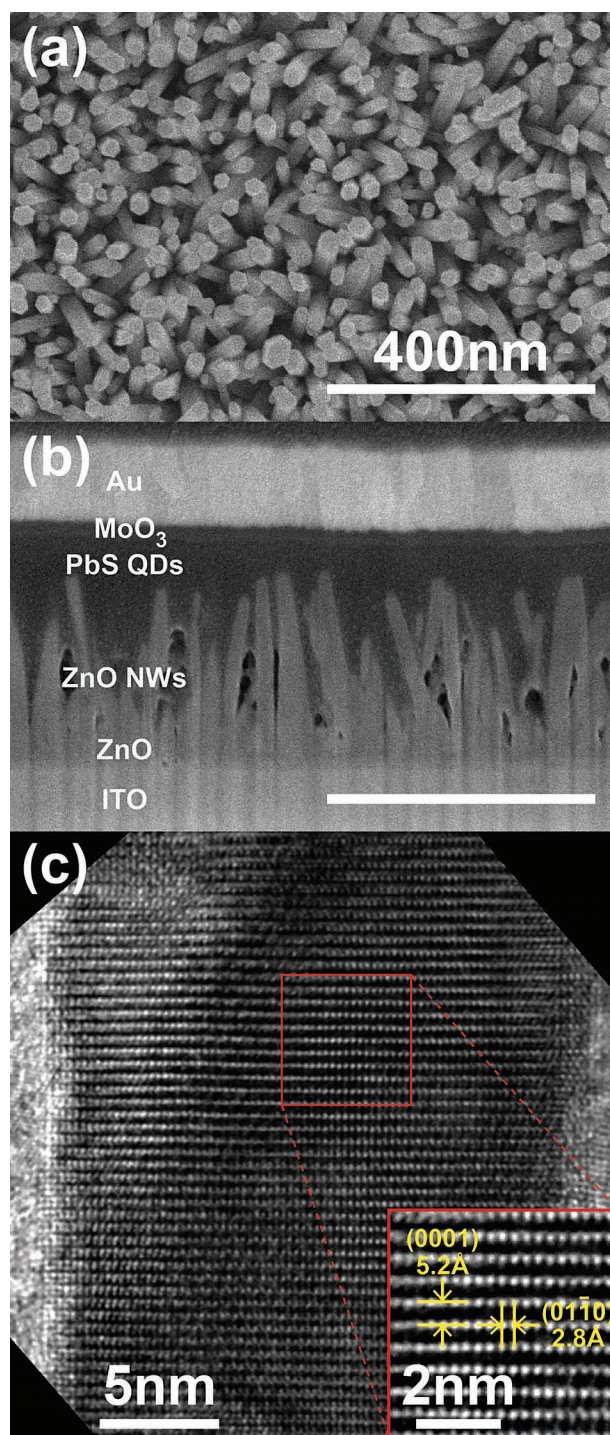 (a)
400nm
(b)
Au
MoO₃
PbS QDs
ZnO NWs
ZnO
ITO
(c)
(0001)
5.2Å
(011̄0)
2.8Å
5nm
2nm